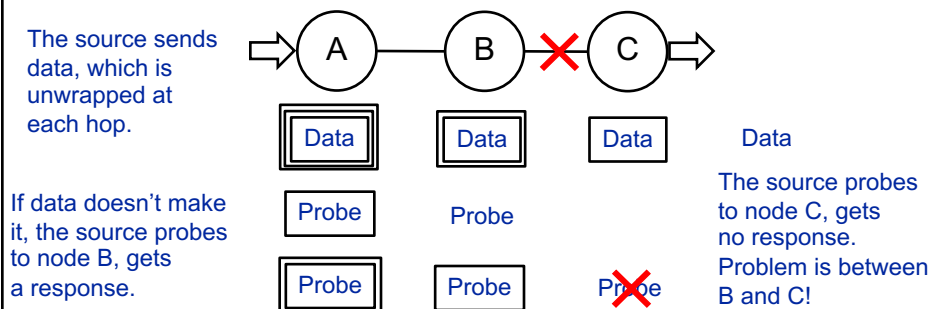 The source sends
data, which is
unwrapped at
each hop.
A
B
C
Data
Data
Data
Data
If data doesn’t make
it, the source probes
to node B, gets
a response.
Probe
Probe
Probe
Probe
Probe
The source probes
to node C, gets
no response.
Problem is between
B and C!